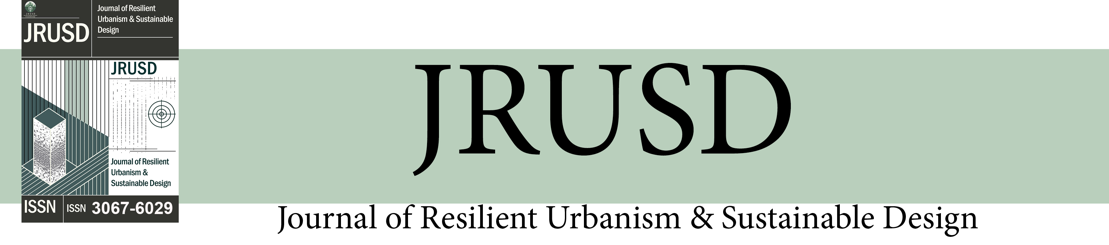 JRUSD
Journal of Resilient
Urbanism & Sustainable
Design
JRUSD
Journal of Resilient
Urbanism &
Sustainable Design
ISSN
ISSN 3067-6029
JRUSD
Journal of Resilient Urbanism & Sustainable Design